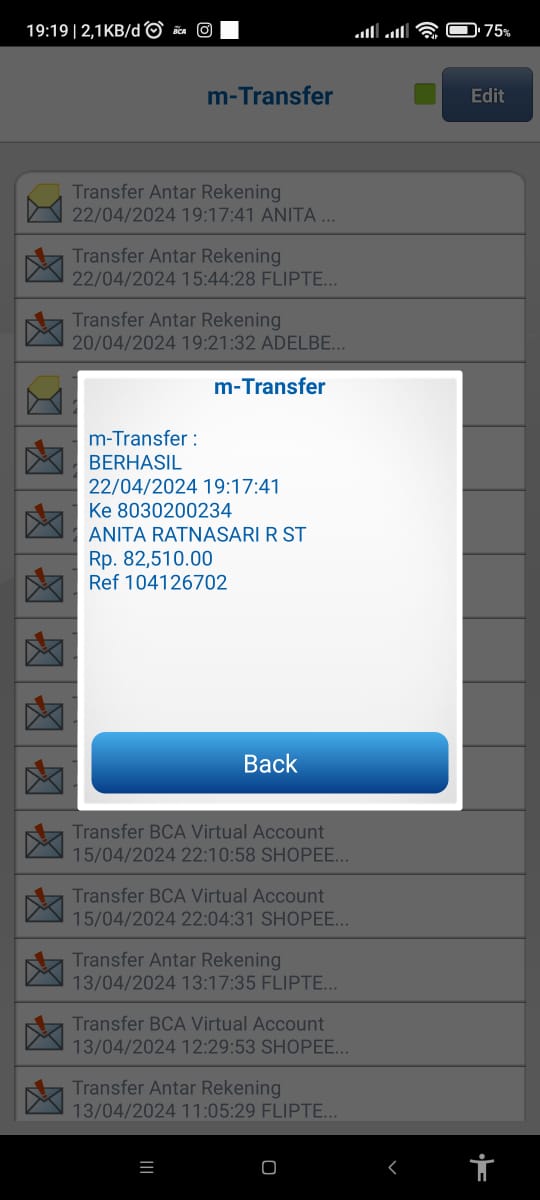 19:19 | 2,1KB/d
BCA
75%
m-Transfer
Edit
Transfer Antar Rekening
22/04/2024 19:17:41 ANITA ...
Transfer Antar Rekening
22/04/2024 15:44:28 FLIPTE...
Transfer Antar Rekening
20/04/2024 19:21:32 ADELBE...
m-Transfer
m-Transfer :
BERHASIL
22/04/2024 19:17:41
Ke 8030200234
ANITA RATNASARI R ST
Rp. 82,510.00
Ref 104126702
Back
Transfer BCA Virtual Account
15/04/2024 22:10:58 SHOPEE...
Transfer BCA Virtual Account
15/04/2024 22:04:31 SHOPEE...
Transfer Antar Rekening
13/04/2024 13:17:35 FLIPTE...
Transfer BCA Virtual Account
13/04/2024 12:29:53 SHOPEE...
Transfer Antar Rekening
13/04/2024 11:05:29 FLIPTE...